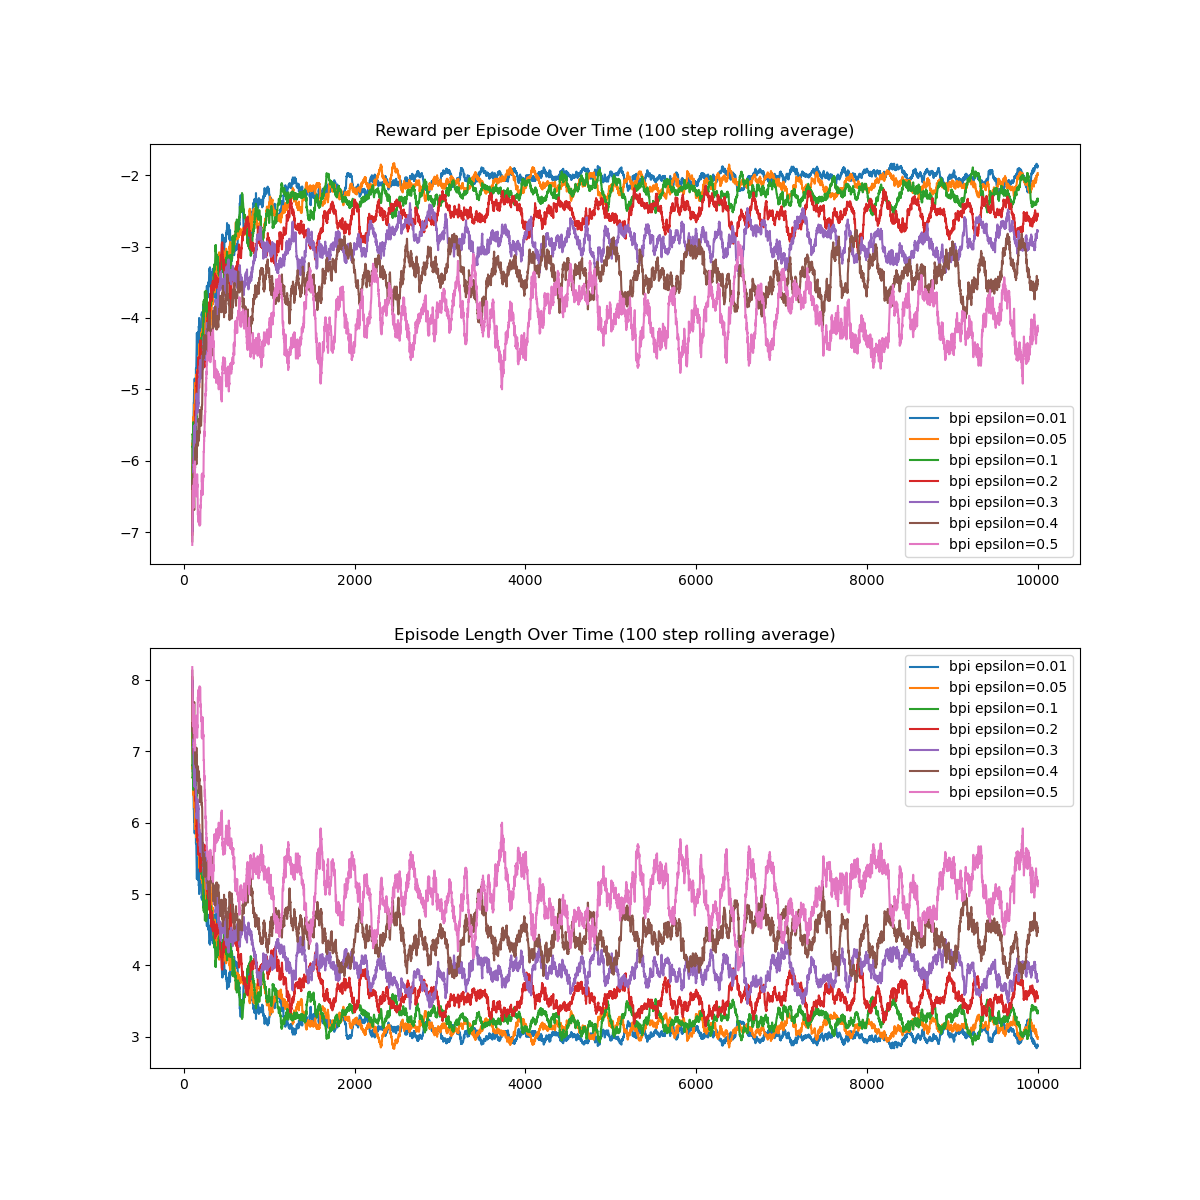 Reward per Episode Over Time (100 step rolling average)
−2
−3
−4
−5
−6
−7
bpi epsilon=0.01
bpi epsilon=0.05
bpi epsilon=0.1
bpi epsilon=0.2
bpi epsilon=0.3
bpi epsilon=0.4
bpi epsilon=0.5
0 2000 4000 6000 8000 10000
Episode Length Over Time (100 step rolling average)
8
7
6
5
4
3
bpi epsilon=0.01
bpi epsilon=0.05
bpi epsilon=0.1
bpi epsilon=0.2
bpi epsilon=0.3
bpi epsilon=0.4
bpi epsilon=0.5
0 2000 4000 6000 8000 10000